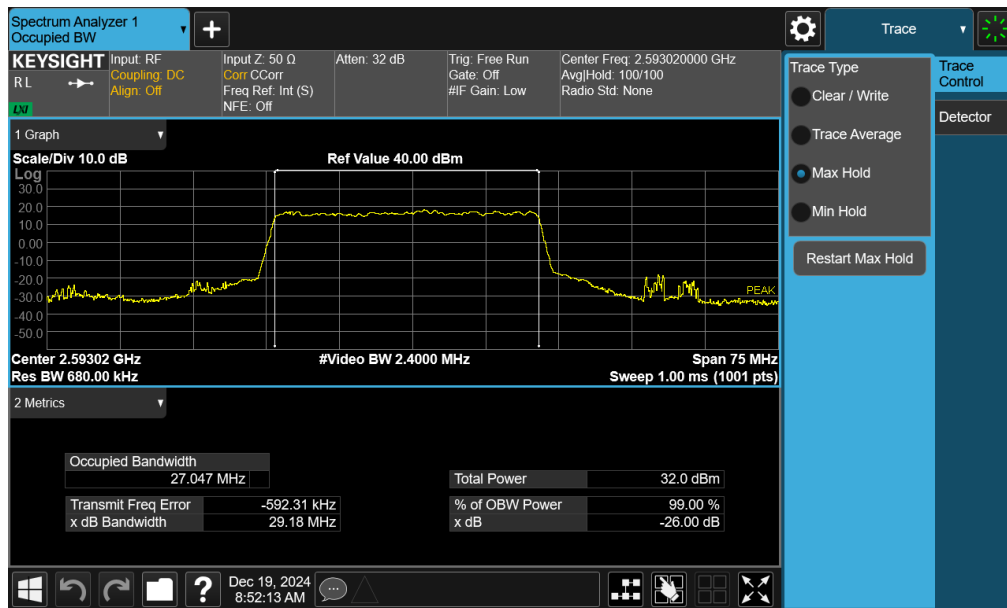 Spectrum Analyzer 1
Occupied BW
+
Trace
KEYSIGHT
R L
LXI
Input: RF
Coupling: DC
Align: Off
Input Z: 50 Ω
Corr CCorr
Freq Ref: Int (S)
NFE: Off
Atten: 32 dB
Trig: Free Run
Gate: Off
#IF Gain: Low
Center Freq: 2.593020000 GHz
Avg|Hold: 100/100
Radio Std: None
Trace Type
Clear / Write
Trace Average
Max Hold
Min Hold
Restart Max Hold
Trace
Control
Detector
1 Graph
Scale/Div 10.0 dB
Ref Value 40.00 dBm
Log
30.0
20.0
10.0
0.00
-10.0
-20.0
-30.0
-40.0
-50.0
PEAK
Center 2.59302 GHz
#Video BW 2.4000 MHz
Span 75 MHz
Res BW 680.00 kHz
Sweep 1.00 ms (1001 pts)
2 Metrics
Occupied Bandwidth
27.047 MHz
Total Power 32.0 dBm
Transmit Freq Error -592.31 kHz
% of OBW Power 99.00 %
x dB Bandwidth 29.18 MHz
x dB -26.00 dB
?
Dec 19, 2024
8:52:13 AM